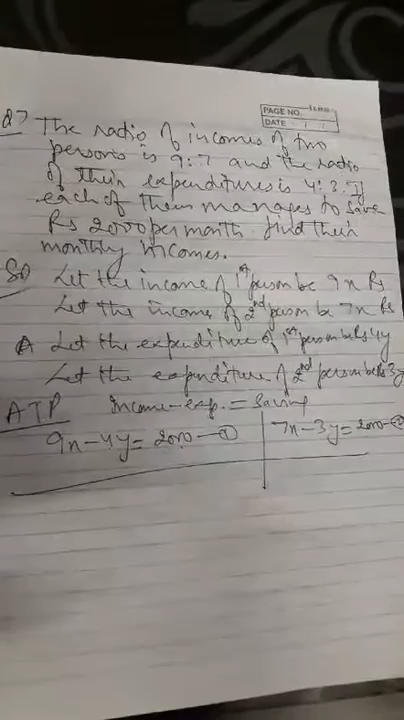 PAGE NO.
DATE
Q? The radio of incomes of two
persons is 9:7 and the radio
of their expenditures is 4:3. If
each of them manages to save
Rs 2000 per month find their
monthly incomes.
Sol Let the income of 1st person be 9x Rs
Let the income of 2nd person be 7x Rs
A Let the expenditure of 1st person be Rs 4y
Let the expenditure of 2nd person be Rs 3y
ATP Income - exp. = Saving
9x - 4y = 2000 - ① 7x - 3y = 2000 - ②